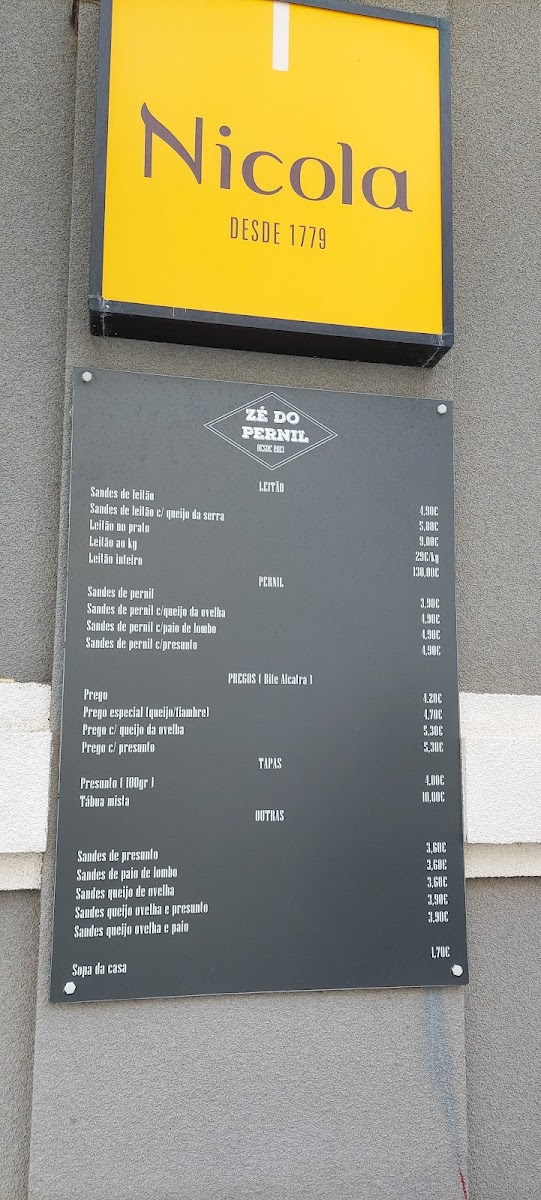 Nicola
DESDE 1779
ZÉ DO
PERNIL
LEITÃO
Sandes de leitão 4,90€
Sandes de leitão c/ queijo da serra 5,80€
Leitão no prato 9,00€
Leitão ao kg 29€/kg
Leitão inteiro 130,00€
PERNIL
Sandes de pernil 3,90€
Sandes de pernil c/queijo da ovelha 4,90€
Sandes de pernil c/paio de lombo 4,90€
Sandes de pernil c/presunto 4,90€
PREGOS ( Bife Alcatra )
Prego 4,20€
Prego especial (queijo/fiambre) 4,70€
Prego c/ queijo da ovelha 5,30€
Prego c/ presunto 5,30€
TAPAS
Presunto ( 100gr ) 4,00€
Tábua mista 10,00€
OUTRAS
Sandes de presunto 3,60€
Sandes de paio de lombo 3,60€
Sandes queijo de ovelha 3,60€
Sandes queijo ovelha e presunto 3,90€
Sandes queijo ovelha e paio 3,90€
Sopa da casa 1,70€